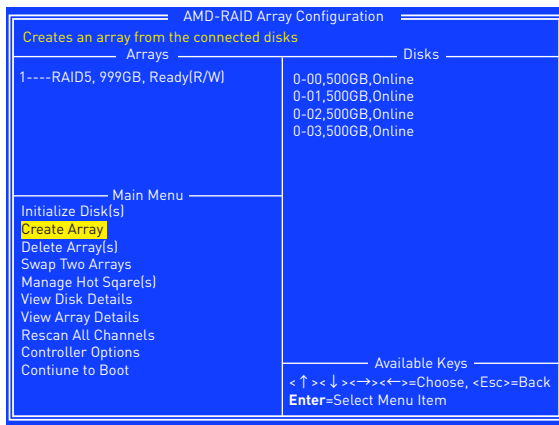 AMD-RAID Array Configuration
Creates an array from the connected disks
Arrays
1----RAID5, 999GB, Ready(R/W)
Disks
0-00,500GB,Online
0-01,500GB,Online
0-02,500GB,Online
0-03,500GB,Online
Main Menu
Initialize Disk(s)
Create Array
Delete Array(s)
Swap Two Arrays
Manage Hot Sqare(s)
View Disk Details
View Array Details
Rescan All Channels
Controller Options
Contiune to Boot
Available Keys
<↑><↓><→><←>=Choose, <Esc>=Back
Enter=Select Menu Item